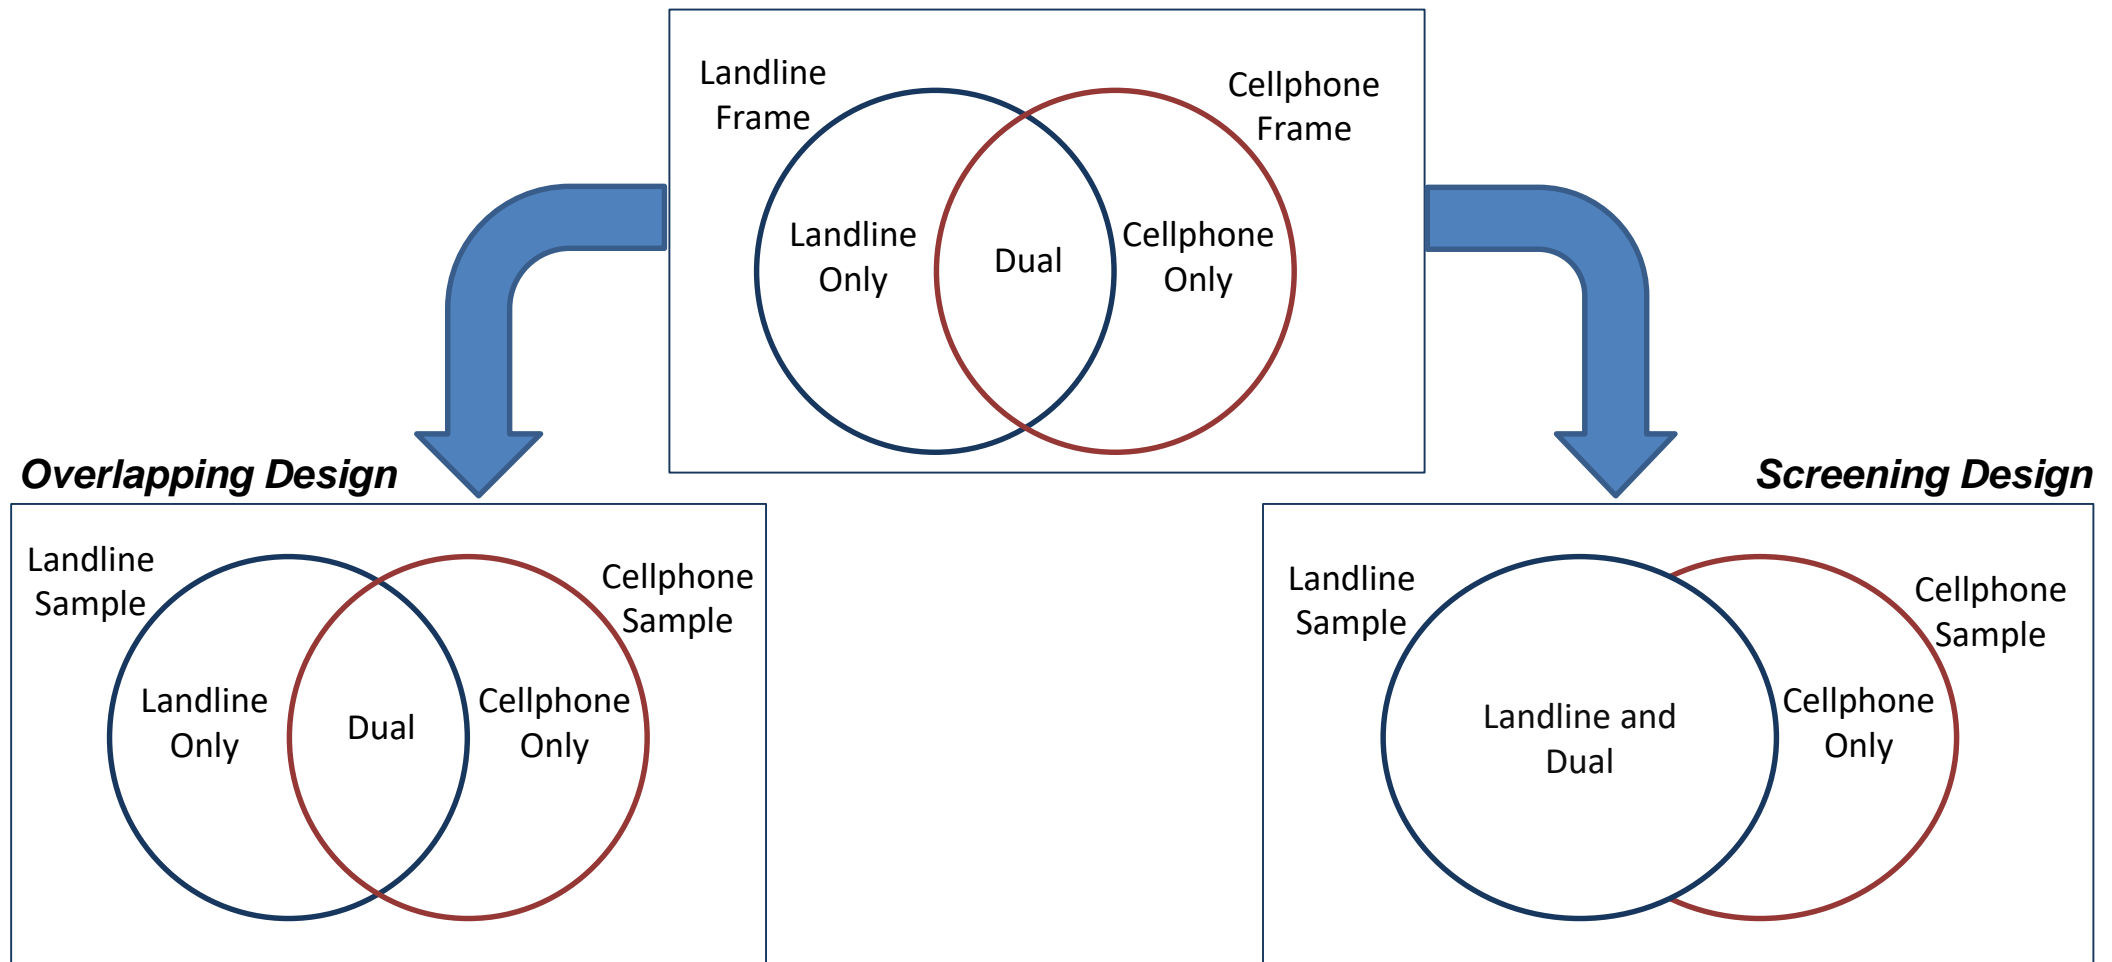 Landline
Frame
Cellphone
Frame
Landline
Only
Dual
Cellphone
Only
Overlapping Design
Landline
Sample
Cellphone
Sample
Landline
Only
Dual
Cellphone
Only
Screening Design
Landline
Sample
Cellphone
Sample
Landline and
Dual
Cellphone
Only